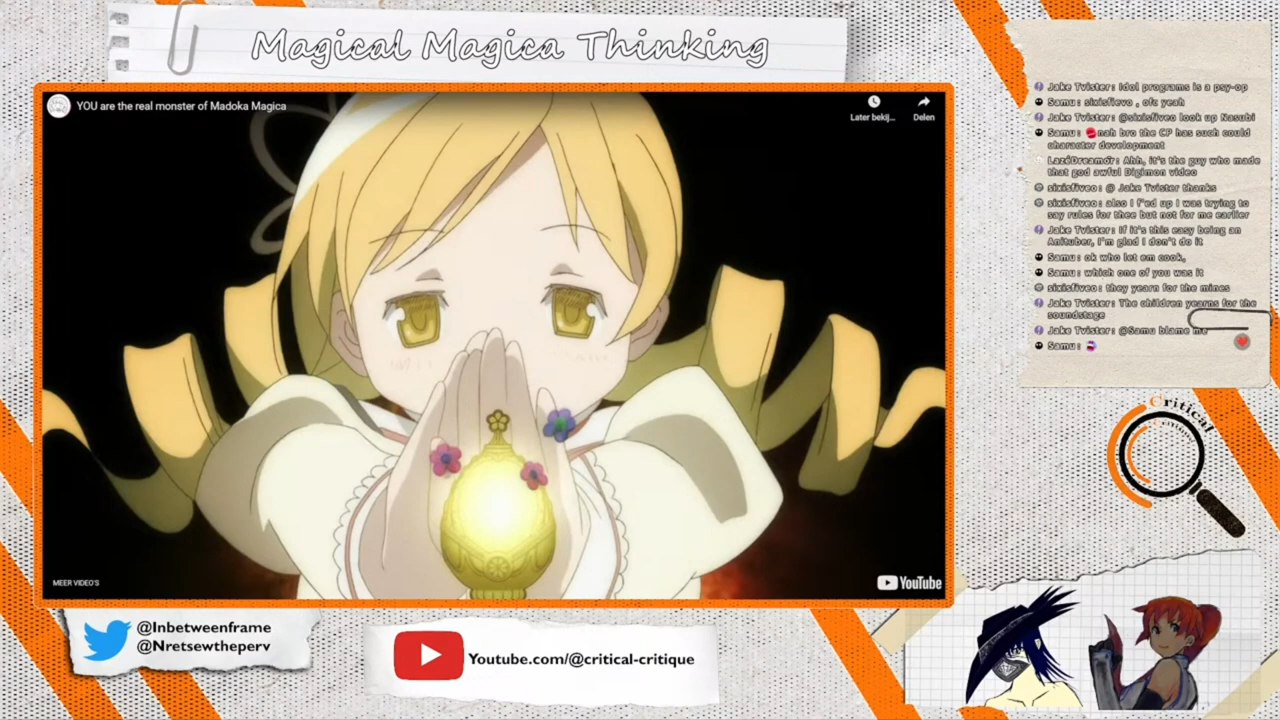 Magical Magica Thinking
YOU are the real monster of Madoka Magica
Later bekij...
Delen
MEER VIDEO'S
YouTube
Jake Tvister: idol programs is a psy-op
Samu: sixisfievo , ofc yeah
Jake Tvister: @sixisfiveo look up Nasubi
Samu: nah bro the CP has such could
character development
LazéDreamor: Ahh, it's the guy who made
that god awful Digimon video
sixisfiveo: @ Jake Tvister thanks
sixisfiveo: also I f'ed up I was trying to
say rules for thee but not for me earlier
Jake Tvister: If it's this easy being an
Anituber, I'm glad I don't do it
Samu: ok who let em cook,
Samu: which one of you was it
sixisfiveo: they yearn for the mines
Jake Tvister: The children yearns for the
soundstage
Jake Tvister: @Samu blame me
Samu:
Critical
@Inbetweenframe
@Nretsewtheperv
Youtube.com/@critical-critique